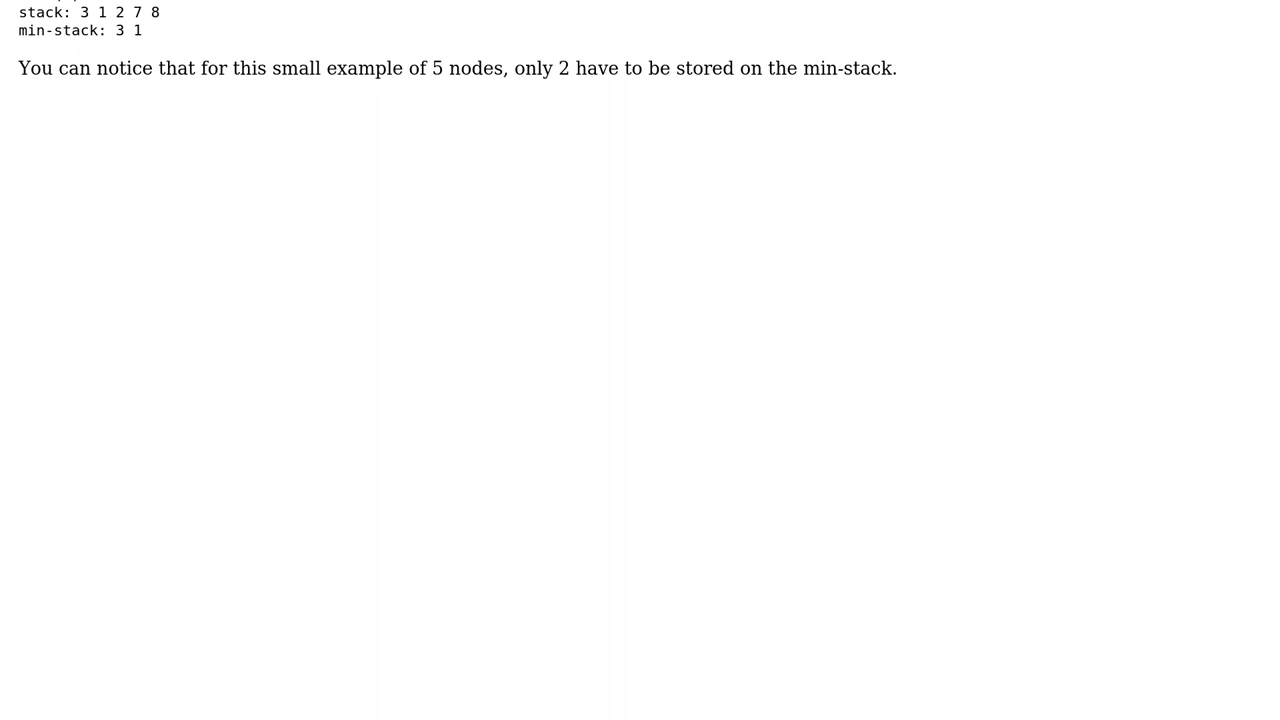 stack: 3 1 2 7 8
min-stack: 3 1
You can notice that for this small example of 5 nodes, only 2 have to be stored on the min-stack.